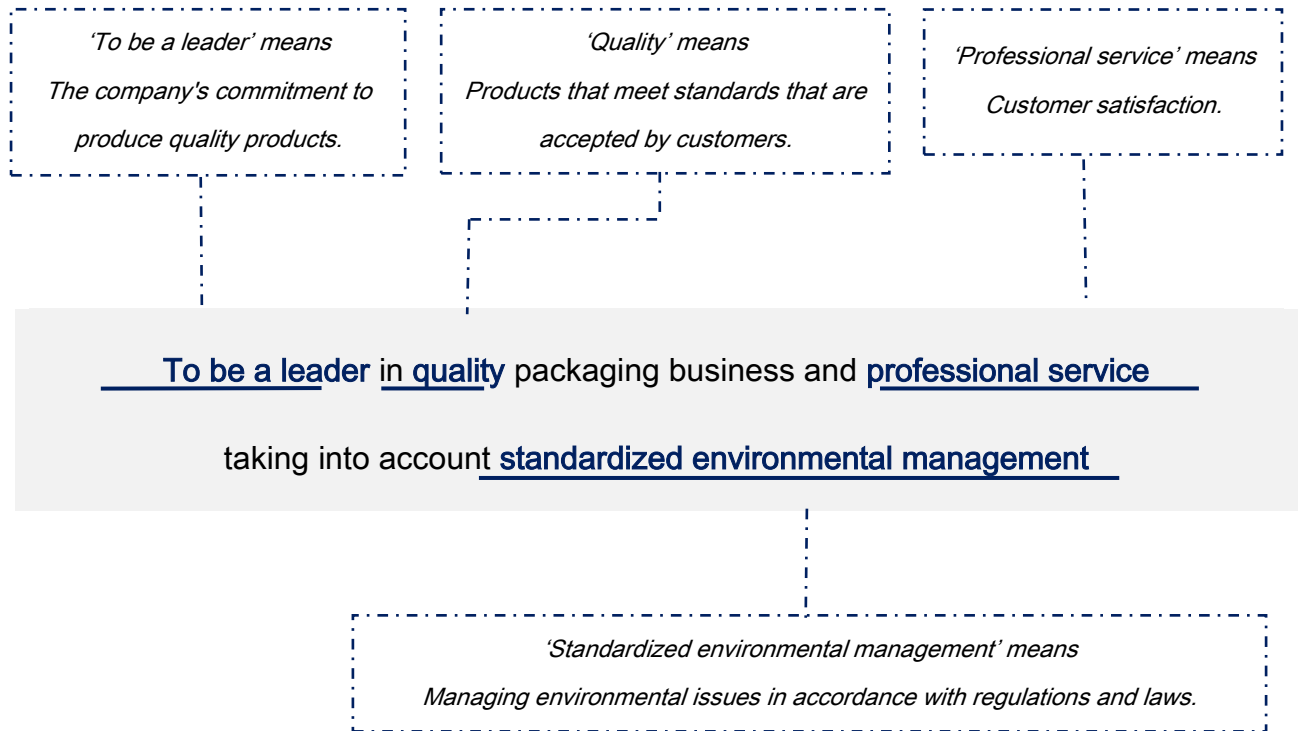 ‘To be a leader’ means
The company's commitment to
produce quality products.
‘Quality’ means
Products that meet standards that are
accepted by customers.
‘Professional service’ means
Customer satisfaction.
To be a leader in quality packaging business and professional service
taking into account standardized environmental management
‘Standardized environmental management’ means
Managing environmental issues in accordance with regulations and laws.